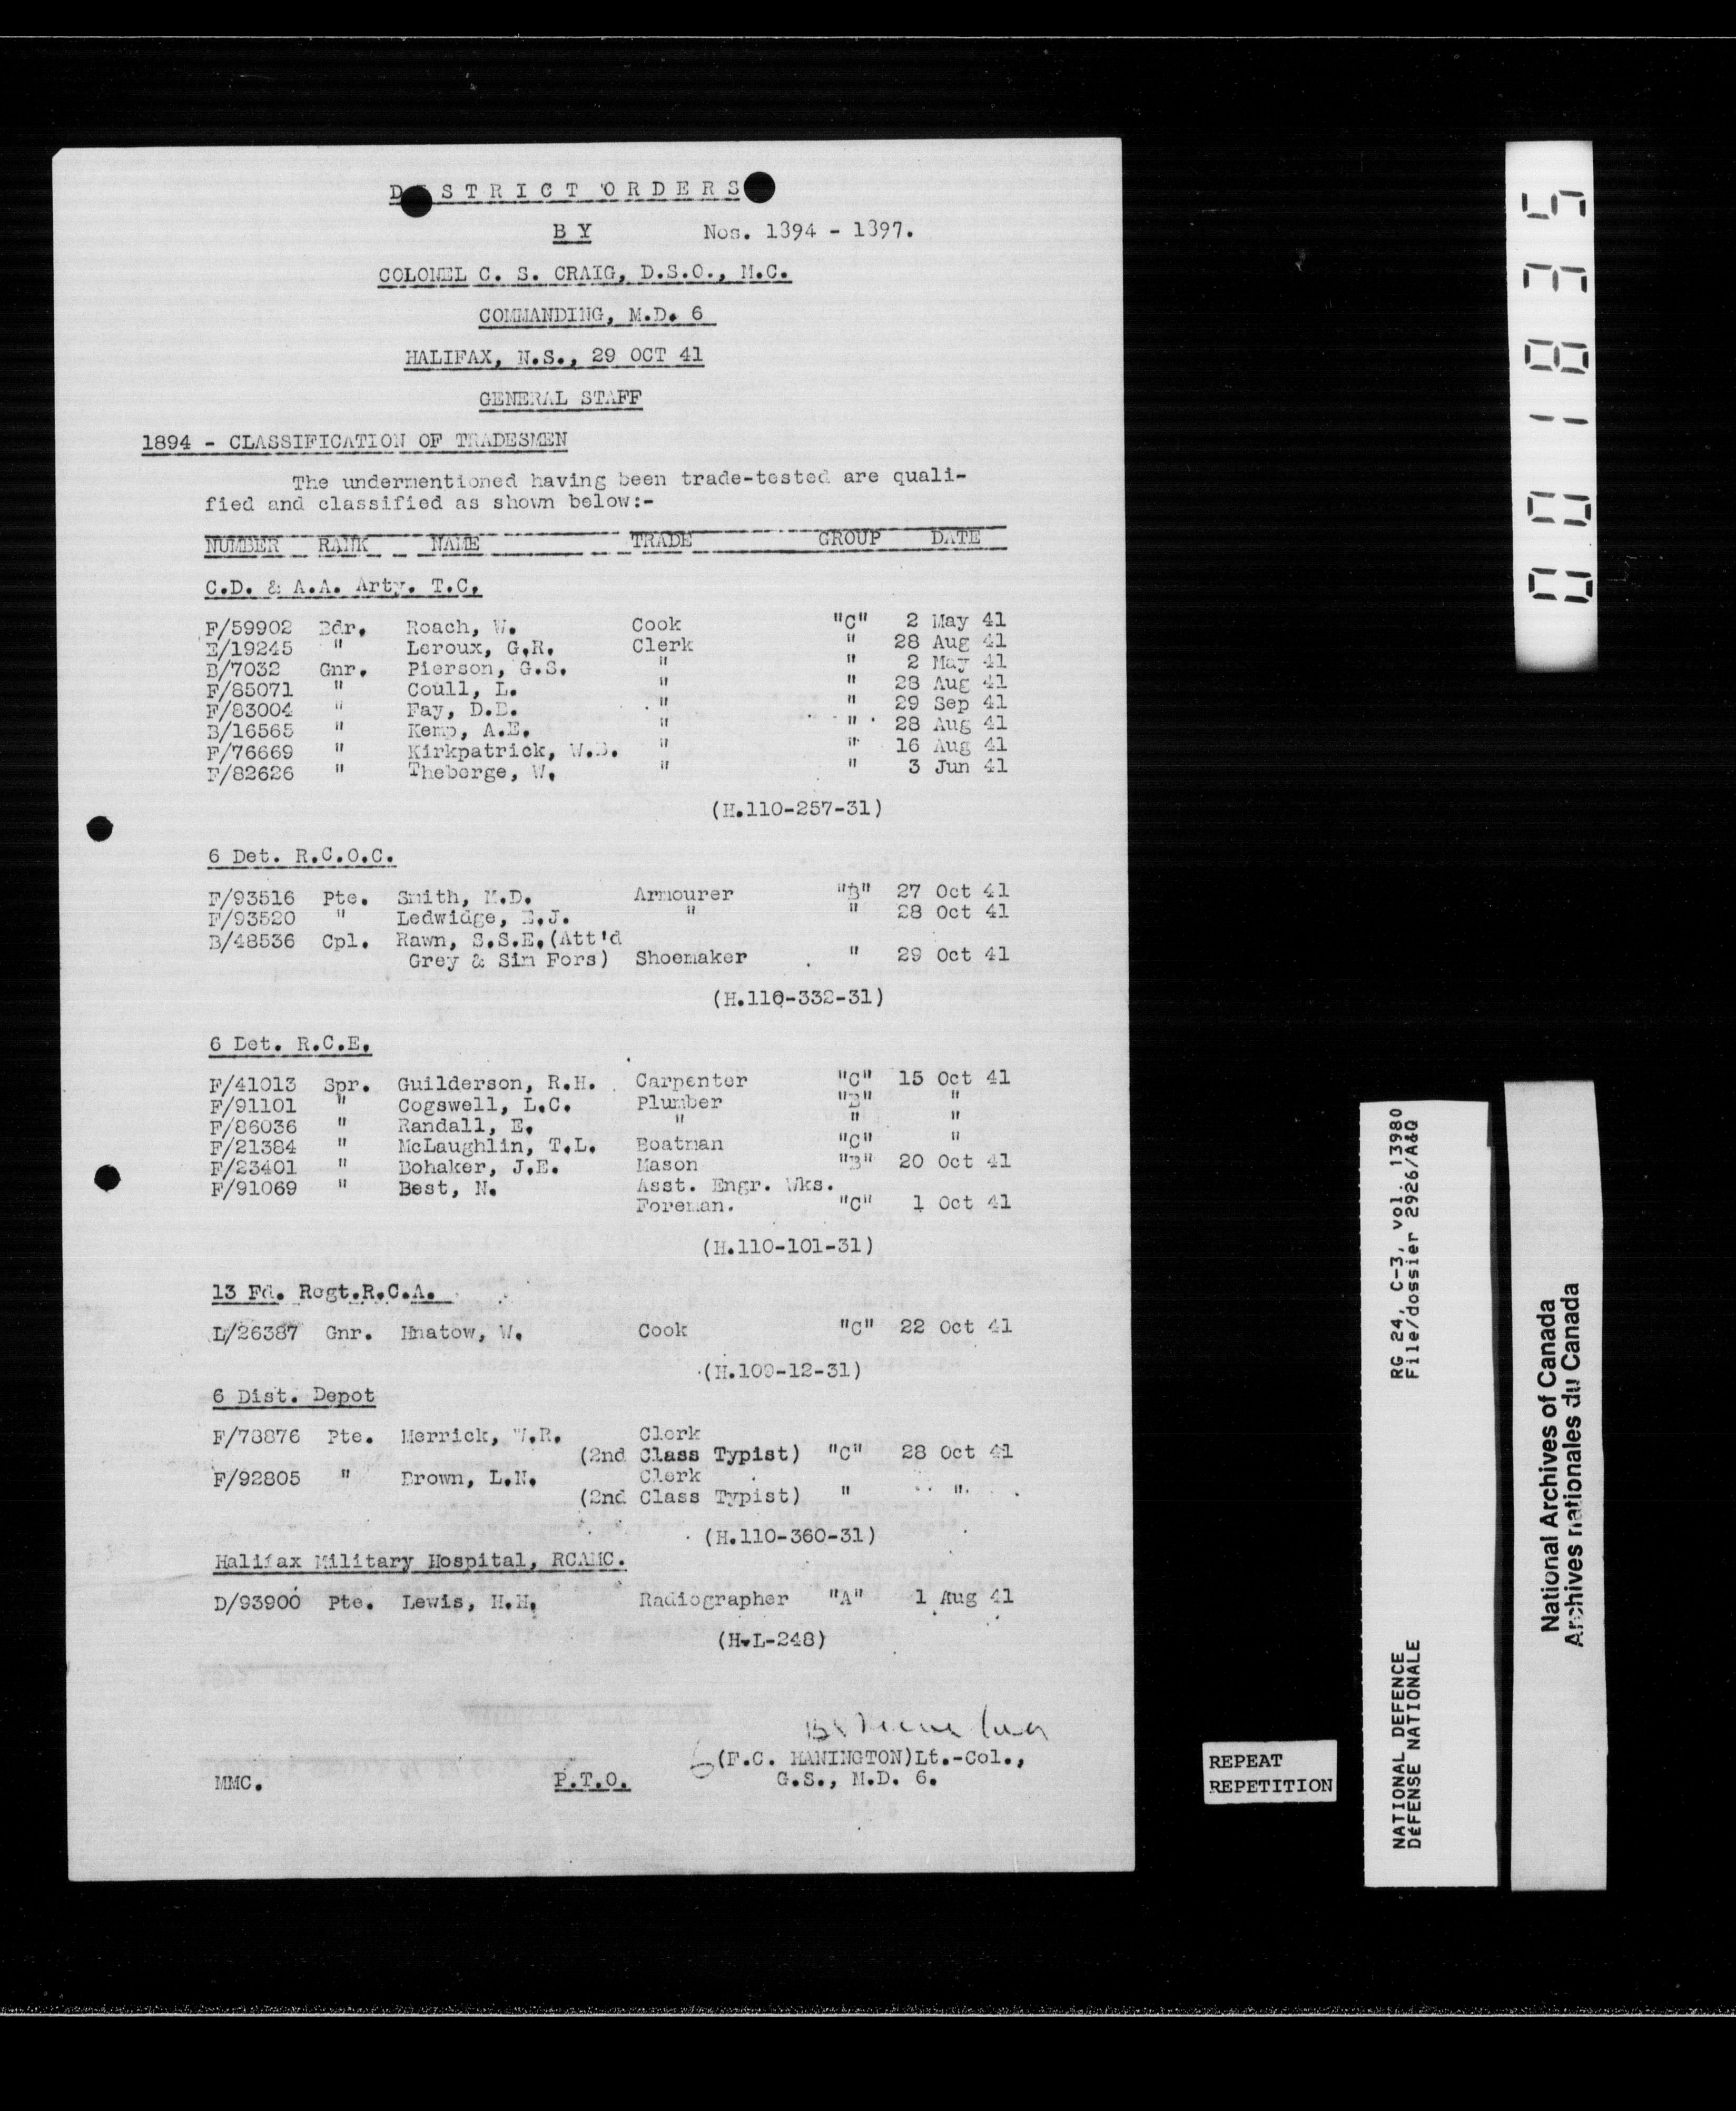 DISTRICT ORDERS
BY Nos. 1894 - 1897.
COLONEL C. S. CRAIG, D.S.O., M.C.
COMMANDING, M.D. 6
HALIFAX, N.S., 29 OCT 41
GENERAL STAFF
1894 - CLASSIFICATION OF TRADESMEN
The undermentioned having been trade-tested are quali-
fied and classified as shown below:-
NUMBER RANK NAME TRADE GROUP DATE
C.D. & A.A. Arty. T.C.
F/59902 Bdr. Roach, W. Cook "C" 2 May 41
E/19245 " Leroux, G.R. Clerk " 28 Aug 41
B/7032 Gnr. Pierson, G.S. " " 2 May 41
F/85071 " Coull, L. " " 28 Aug 41
F/83004 " Fay, D.B. " " 29 Sep 41
B/16565 " Kemp, A.E. " " 28 Aug 41
F/76669 " Kirkpatrick, W.B. " " 16 Aug 41
F/82626 " Theberge, W. " " 3 Jun 41
(H.110-257-31)
6 Det. R.C.O.C.
F/93516 Pte. Smith, M.D. Armourer "B" 27 Oct 41
F/93520 " Ledwidge, E.J. " " 28 Oct 41
B/48536 Cpl. Rawn, S.S.E.(Att'd
Grey & Sim Fors) Shoemaker " 29 Oct 41
(H.110-332-31)
6 Det. R.C.E.
F/41013 Spr. Guilderson, R.H. Carpenter "C" 15 Oct 41
F/91101 " Cogswell, L.C. Plumber "B" "
F/86036 " Randall, E. " " "
F/21384 " McLaughlin, T.L. Boatman "C" "
F/23401 " Bohaker, J.E. Mason "B" 20 Oct 41
F/91069 " Best, N. Asst. Engr. Wks.
Foreman. "C" 1 Oct 41
(H.110-101-31)
13 Fd. Regt.R.C.A.
L/26387 Gnr. Hnatow, W. Cook "C" 22 Oct 41
(H.109-12-31)
6 Dist. Depot
F/78876 Pte. Merrick, W.R. Clerk
(2nd Class Typist) "C" 28 Oct 41
F/92805 " Brown, L.N. Clerk
(2nd Class Typist) " "
(H.110-360-31)
Halifax Military Hospital, RCAMC.
D/93900 Pte. Lewis, H.H. Radiographer "A" 1 Aug 41
(H.L-248)
(F.C. HANINGTON)Lt.-Col.,
MMC. P.T.O. G.S., M.D. 6.
001835
RG 24, C-3, vol. 13980
File/dossier 2926/A&Q
NATIONAL DEFENCE
DÉFENSE NATIONALE
National Archives of Canada
Archives nationales du Canada
REPEAT
REPETITION